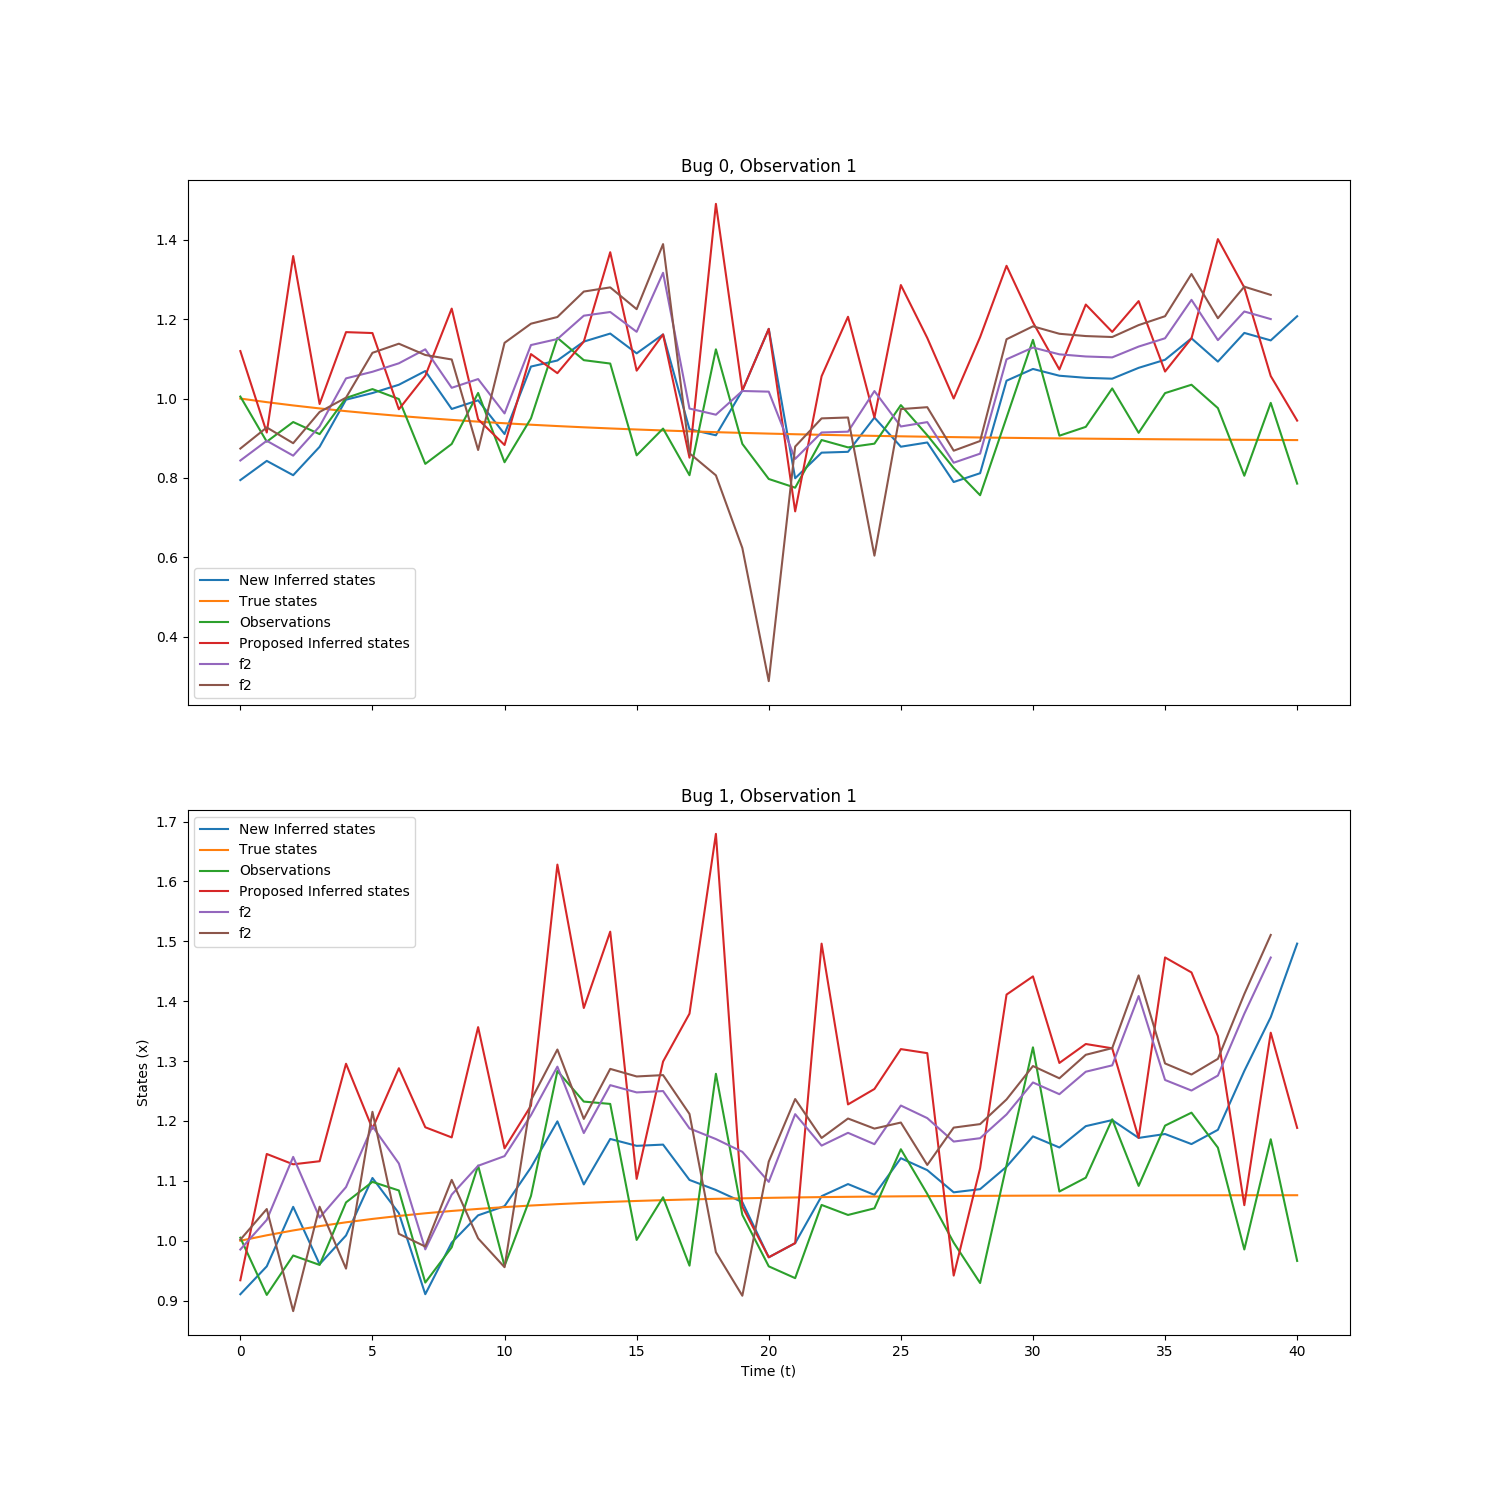 Bug 0, Observation 1
1.4
1.2
1.0
0.8
0.6
0.4
New Inferred states
True states
Observations
Proposed Inferred states
f2
f2
Bug 1, Observation 1
1.7
1.6
1.5
1.4
1.3
1.2
1.1
1.0
0.9
States (x)
New Inferred states
True states
Observations
Proposed Inferred states
f2
f2
0 5 10 15 20 25 30 35 40
Time (t)